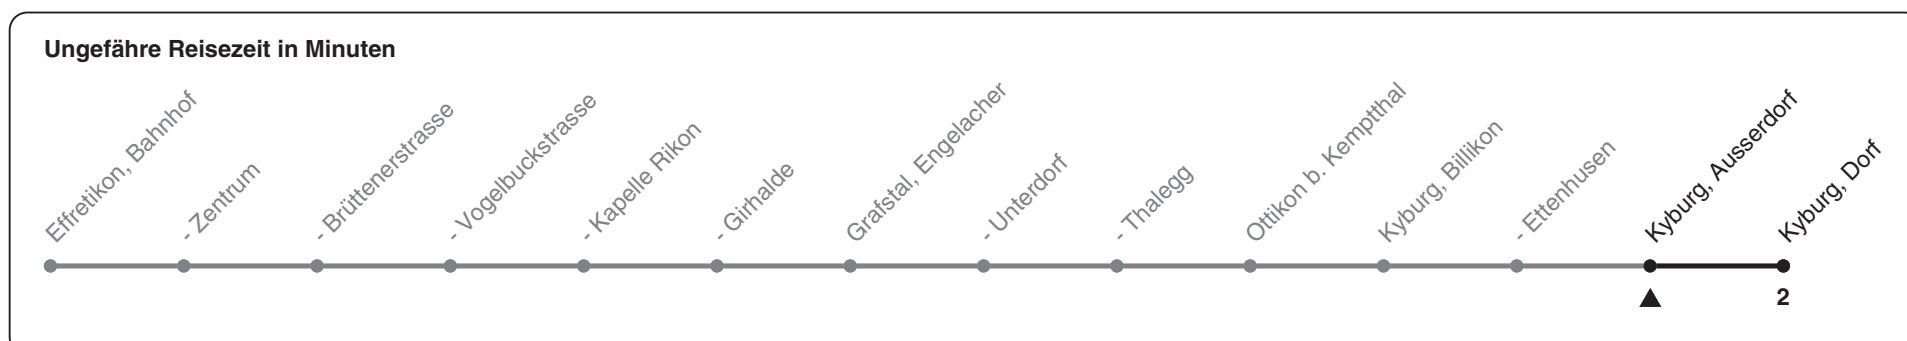 Ungefähre Reisezeit in Minuten
Effretikon, Bahnhof
- Zentrum
- Brüttenerstrasse
- Vogelbuckstrasse
- Kapelle Rikon
- Girhalde
Grafstal, Engelacher
- Unterdorf
- Thalegg
Ottikon b. Kemptthal
Kyburg, Billikon
- Ettenhusen
Kyburg, Ausserdorf
Kyburg, Dorf
2